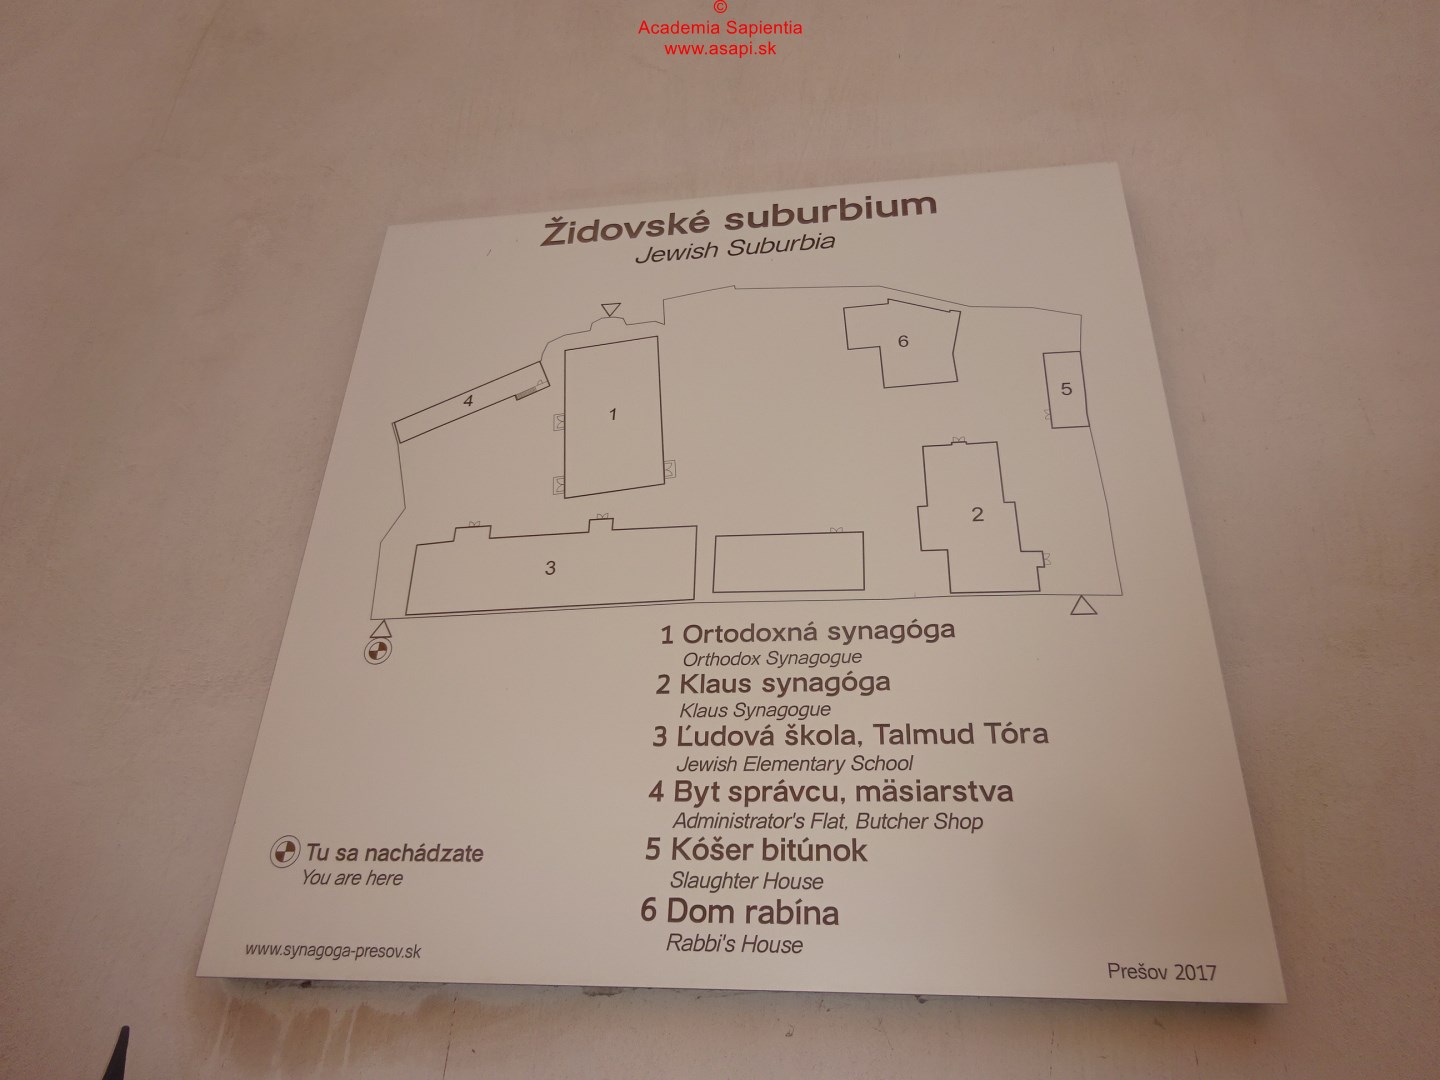 ©
Academia Sapientia
www.asapi.sk
Židovské suburbium
Jewish Suburbia
6
5
4
1
2
3
1 Ortodoxná synagóga
Orthodox Synagogue
2 Klaus synagóga
Klaus Synagogue
3 Ľudová škola, Talmud Tóra
Jewish Elementary School
4 Byt správcu, mäsiarstva
Administrator's Flat, Butcher Shop
5 Kóšer bitúnok
Slaughter House
6 Dom rabína
Rabbi's House
Tu sa nachádzate
You are here
www.synagoga-presov.sk
Prešov 2017